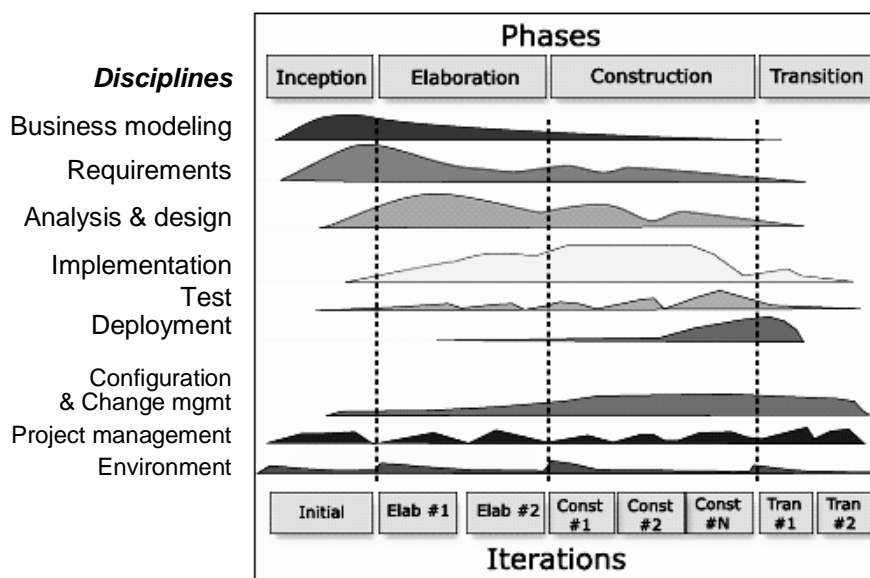 Phases
Disciplines
Inception
Elaboration
Construction
Transition
Business modeling
Requirements
Analysis & design
Implementation
Test
Deployment
Configuration
& Change mgmt
Project management
Environment
Initial
Elab #1
Elab #2
Const
#1
Const
#2
Const
#N
Tran
#1
Tran
#2
Iterations